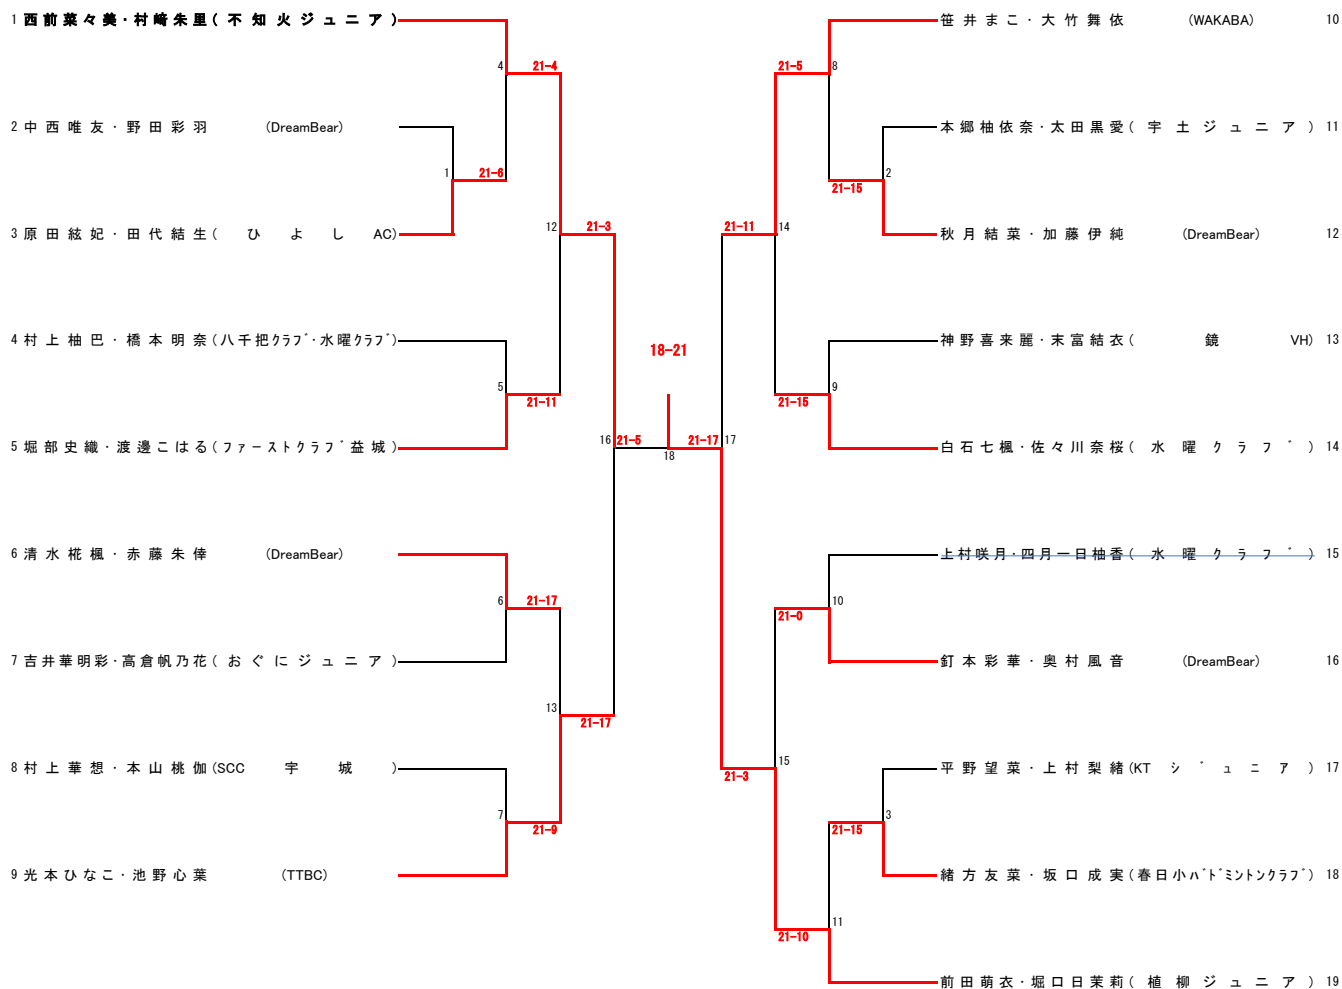 1 西前菜々美・村﨑朱里(不知火ジュニア)
2 中西唯友・野田彩羽 (DreamBear)
3 原田絃妃・田代結生(ひよしAC)
4 村上柚巴・橋本明奈(八千把クラブ・水曜クラブ)
5 堀部史織・渡邊こはる(ファーストクラブ益城)
6 清水椛楓・赤藤朱倖 (DreamBear)
7 吉井華明彩・高倉帆乃花(おぐにジュニア)
8 村上華想・本山桃伽(SCC宇城)
9 光本ひなこ・池野心葉 (TTBC)
4 21-4
1 21-6
12 21-3
5 21-11
16 21-5
6 21-17
13 21-17
7 21-9
18-21
18
笹井まこ・大竹舞依 (WAKABA) 10
本郷柚依奈・太田黒愛(宇土ジュニア) 11
秋月結菜・加藤伊純 (DreamBear) 12
神野喜来麗・末富結衣(鏡VH) 13
白石七楓・佐々川奈桜(水曜クラブ) 14
上村咲月・四月一日柚香(水曜クラブ) 15
釘本彩華・奥村風音 (DreamBear) 16
平野望菜・上村梨緒(KTジュニア) 17
緒方友菜・坂口成実(春日小バドミントンクラブ) 18
前田萌衣・堀口日茉莉(植柳ジュニア) 19
21-5 8
21-15 2
21-11 14
21-15 9
21-17 17
21-0 10
21-3 15
21-15 3
21-10 11